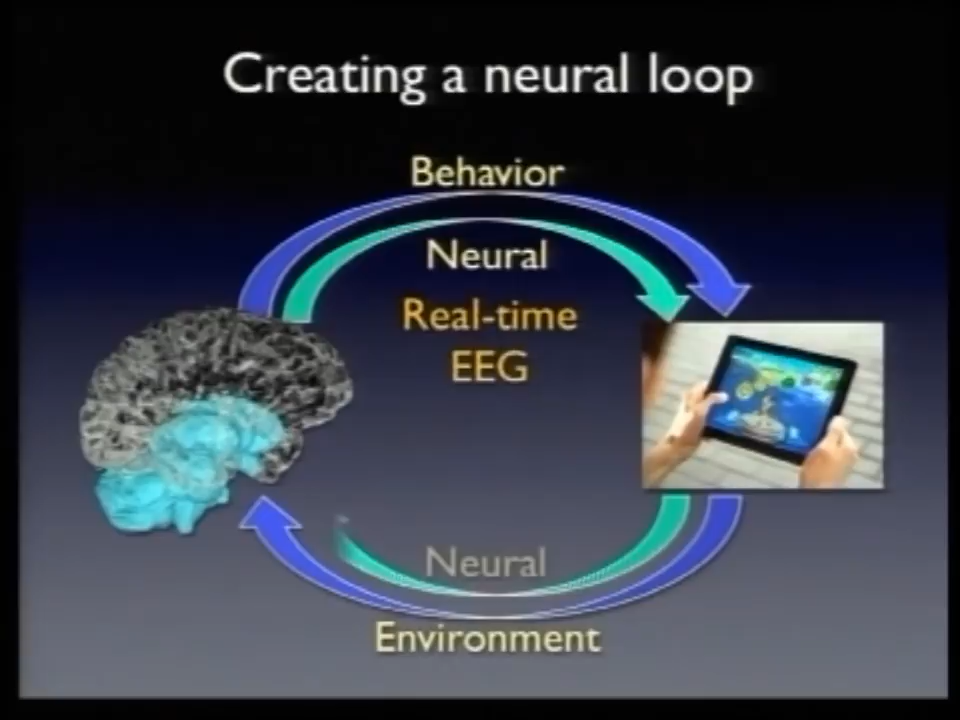 Creating a neural loop
Behavior
Neural
Real-time
EEG
Neural
Environment